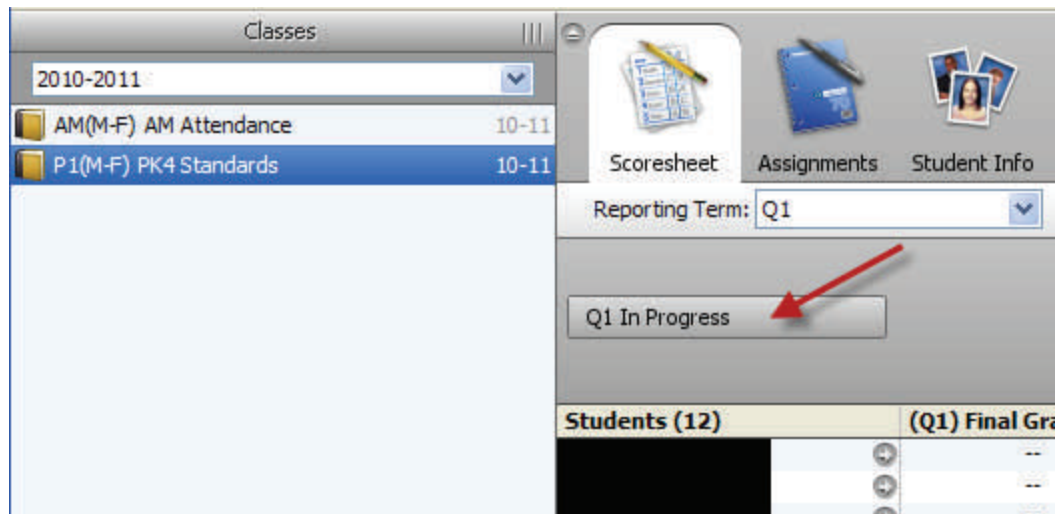 Classes
2010-2011
AM(M-F) AM Attendance 10-11
P1(M-F) PK4 Standards 10-11
Scoresheet Assignments Student Info
Reporting Term: Q1
Q1 In Progress
Students (12) (Q1) Final Gra
--
--